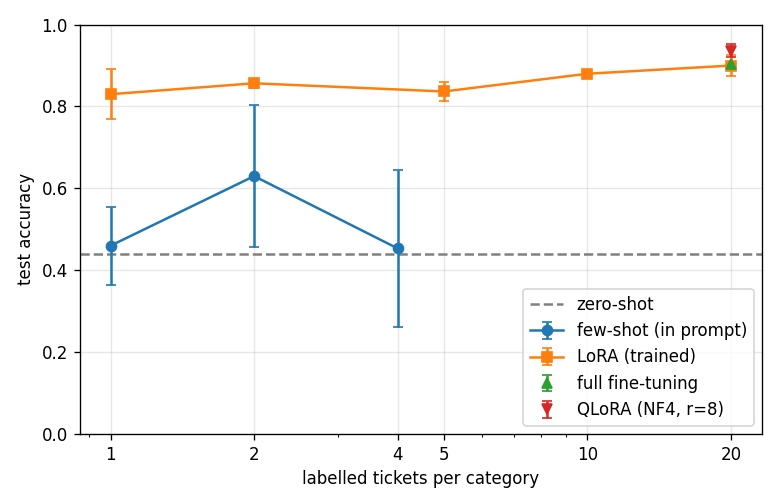 1.0
0.8
0.6
0.4
0.2
0.0
test accuracy
zero-shot
few-shot (in prompt)
LoRA (trained)
full fine-tuning
QLoRA (NF4, r=8)
1 2 4 5 10 20
labelled tickets per category